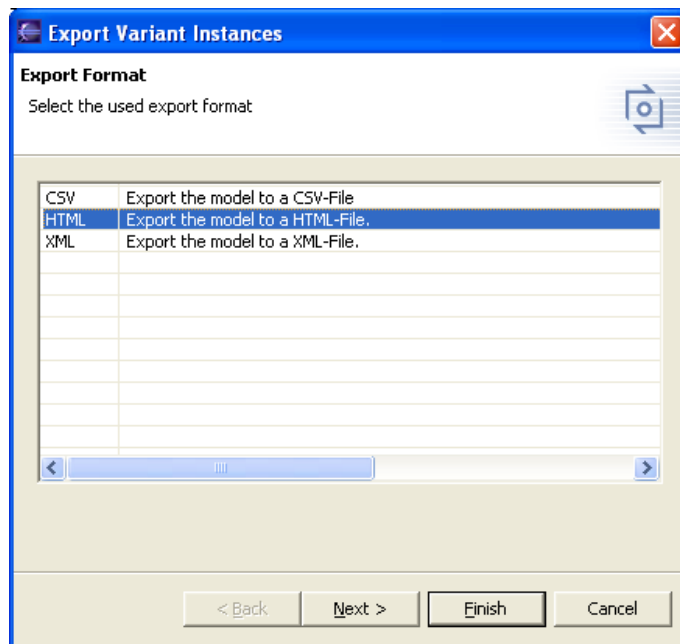 Export Variant Instances
Export Format
Select the used export format
CSV Export the model to a CSV-File
HTML Export the model to a HTML-File.
XML Export the model to a XML-File.
< Back Next > Finish Cancel